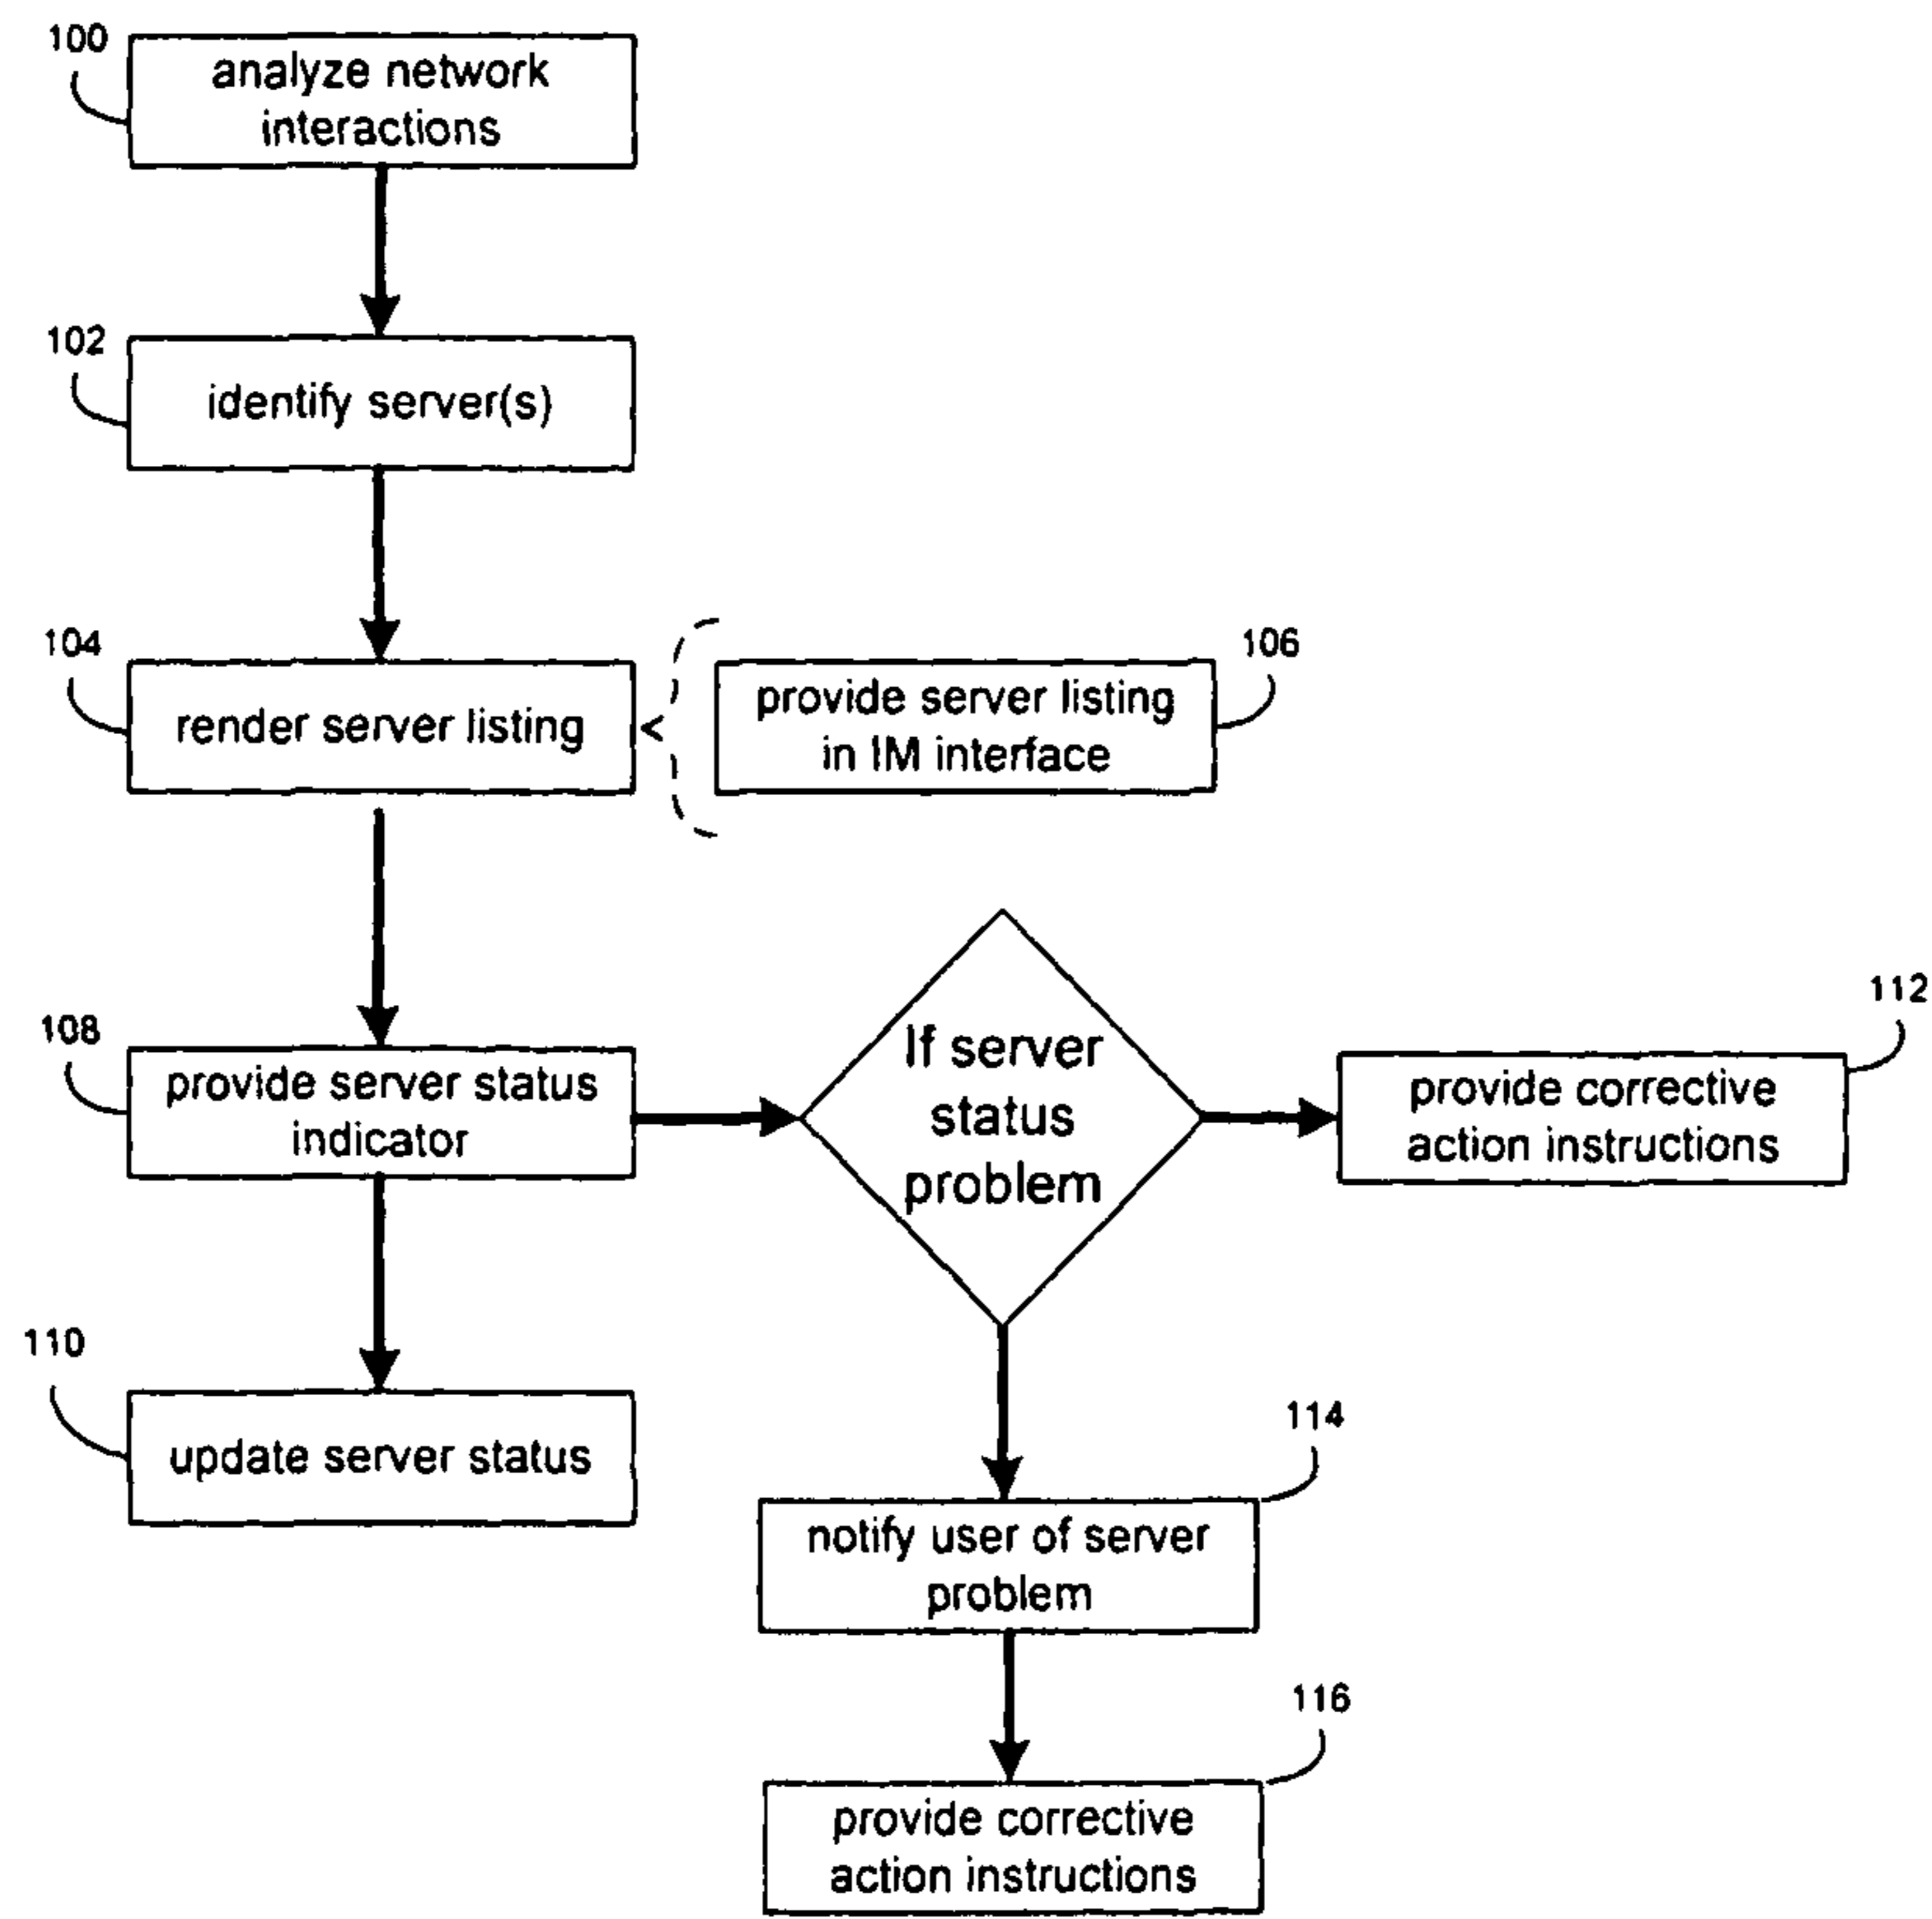 100
analyze network
interactions
102
identify server(s)
104
render server listing
106
provide server listing
in IM interface
108
provide server status
indicator
If server
status
problem
112
provide corrective
action instructions
110
update server status
114
notify user of server
problem
116
provide corrective
action instructions